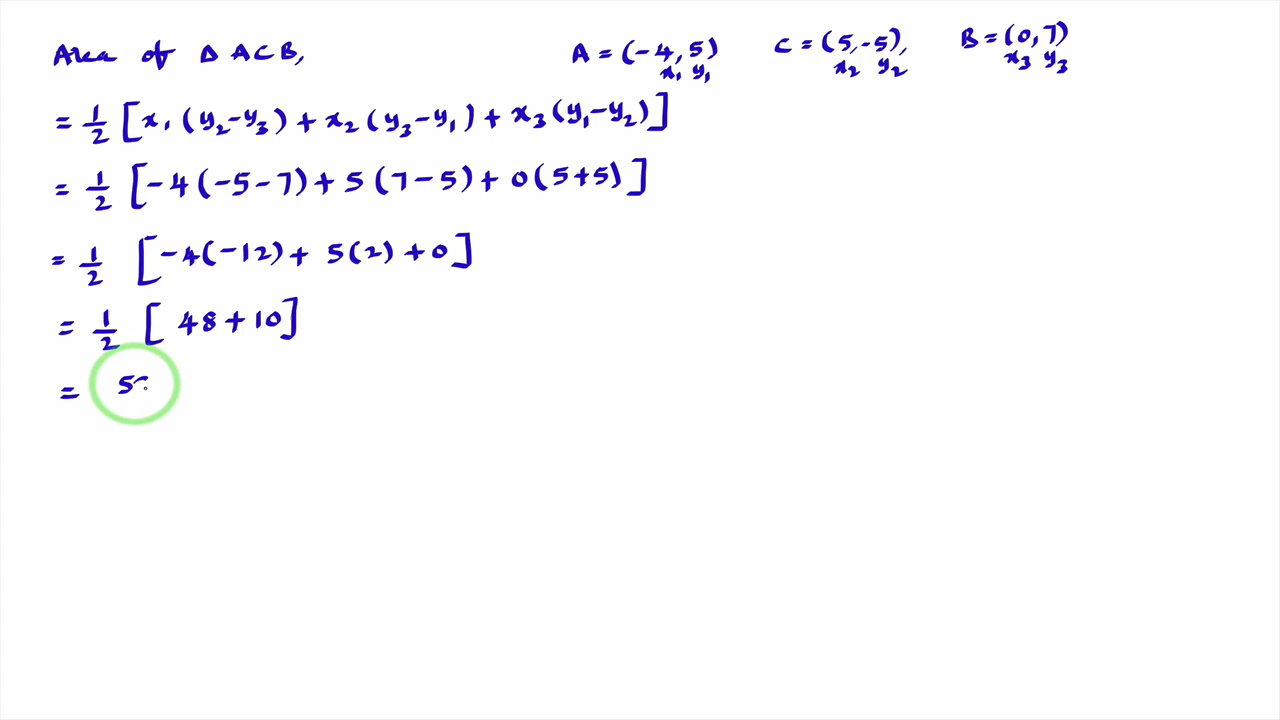 Area of Δ ACB, A = (-4, 5) C = (5, -5), B = (0, 7)
x₁ y₁ x₂ y₂ x₃ y₃
= 1/2 [x₁ (y₂-y₃) + x₂ (y₃-y₁) + x₃ (y₁-y₂)]
= 1/2 [-4 (-5-7) + 5 (7-5) + 0 (5+5)]
= 1/2 [-4(-12) + 5(2) + 0]
= 1/2 [48+10]
= 5